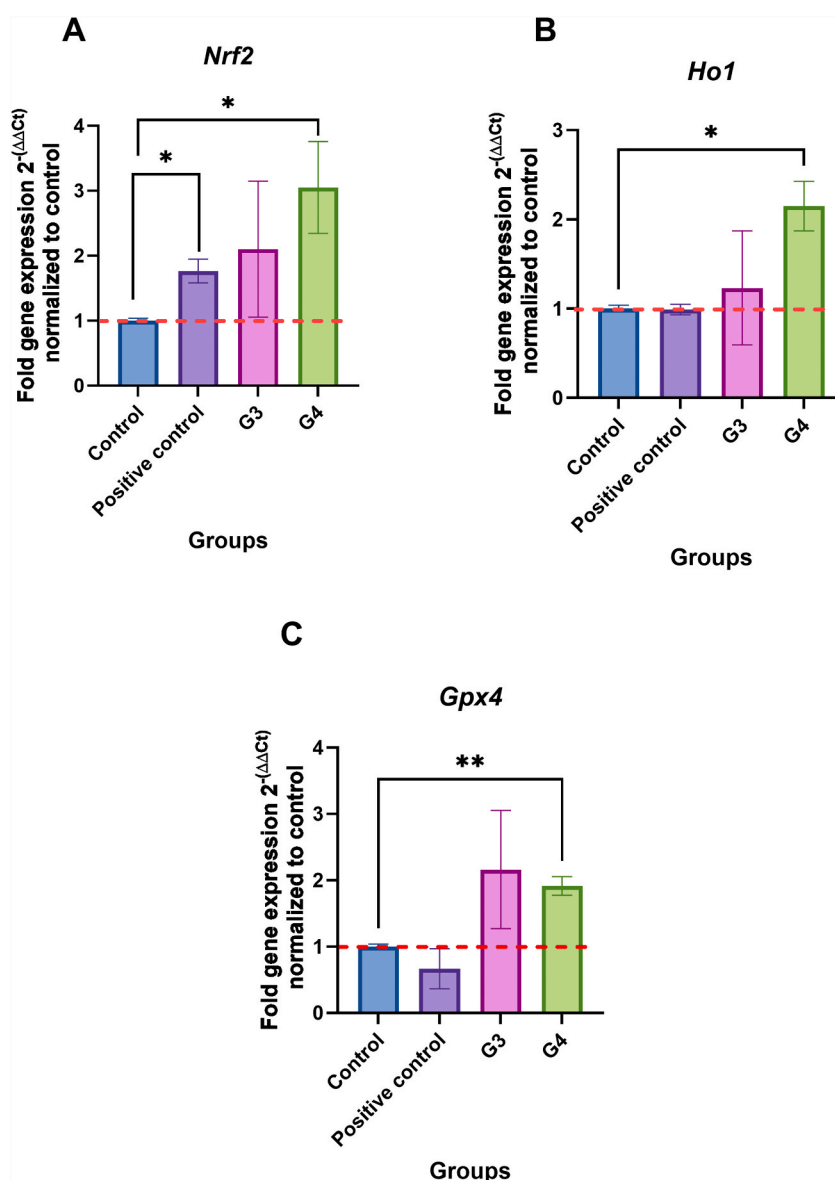 A
Nrf2
Fold gene expression 2-(ΔΔCt)
normalized to control
4
3
2
1
0
*
*
Control
Positive control
G3
G4
Groups
B
Ho1
Fold gene expression 2-(ΔΔCt)
normalized to control
3
2
1
0
*
Control
Positive control
G3
G4
Groups
C
Gpx4
Fold gene expression 2-(ΔΔCt)
normalized to control
4
3
2
1
0
**
Control
Positive control
G3
G4
Groups